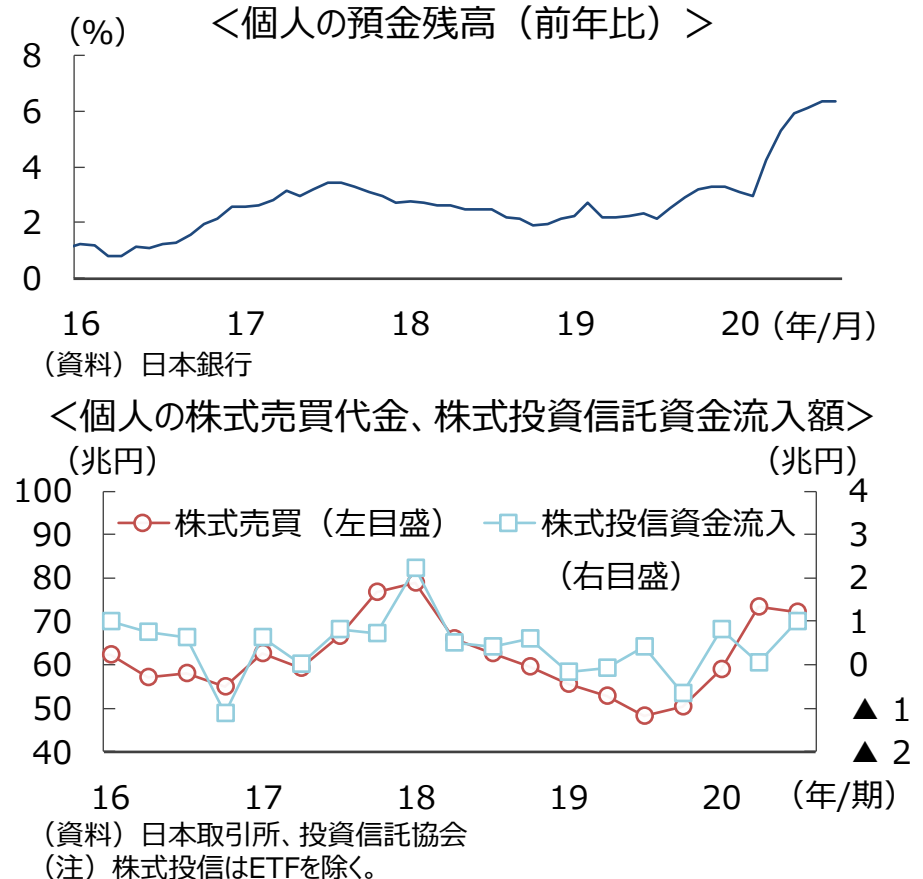 ＜個人の預金残高（前年比）＞
（%）
8
6
4
2
0
16 17 18 19 20（年/月）
（資料）日本銀行
＜個人の株式売買代金、株式投資信託資金流入額＞
（兆円） （兆円）
100 4
90 株式売買（左目盛） 株式投信資金流入 3
80 （右目盛） 2
70 1
60 0
50 ▲ 1
40 ▲ 2
16 17 18 19 20 （年/期）
（資料）日本取引所、投資信託協会
（注）株式投信はETFを除く。